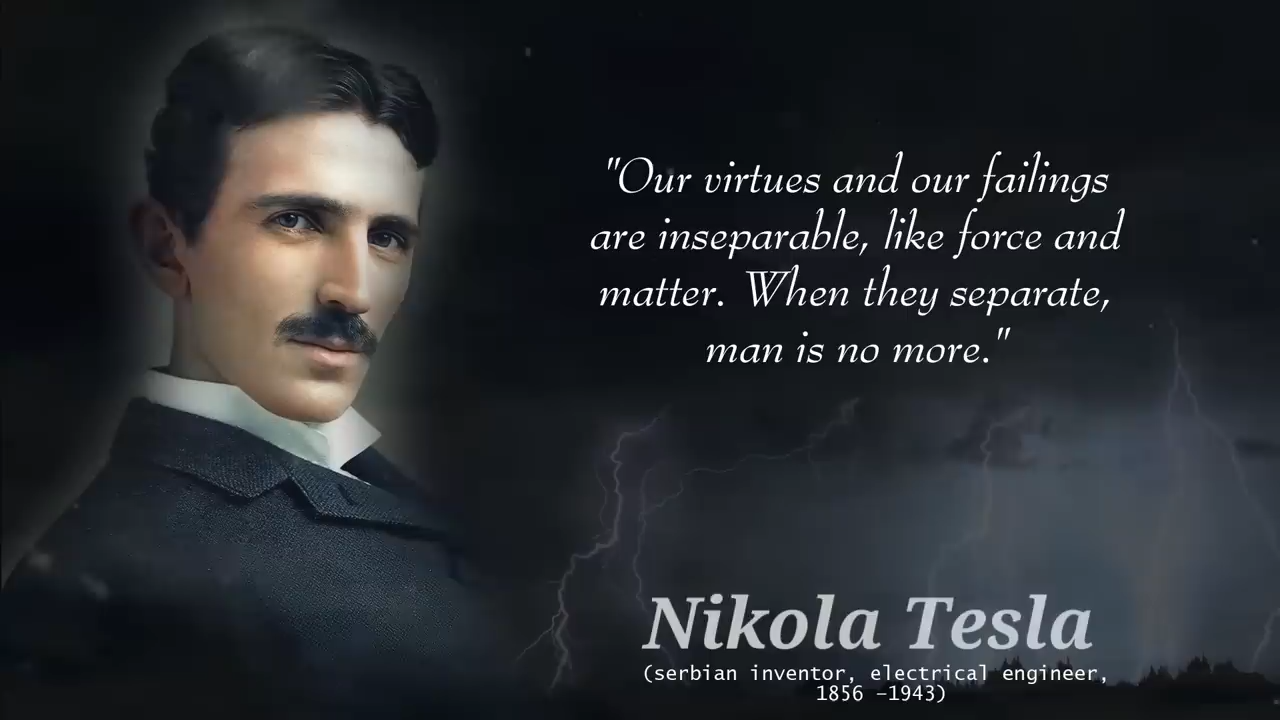 "Our virtues and our failings
are inseparable, like force and
matter. When they separate,
man is no more."
Nikola Tesla
(serbian inventor, electrical engineer,
1856 –1943)